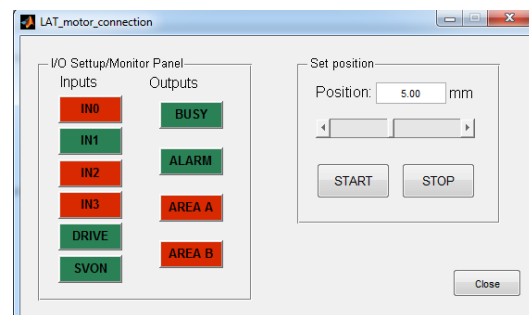 LAT_motor_connection
I/O Settup/Monitor Panel
Inputs
Outputs
IN0
IN1
IN2
IN3
DRIVE
SVON
BUSY
ALARM
AREA A
AREA B
Set position
Position: 5.00 mm
START STOP
Close